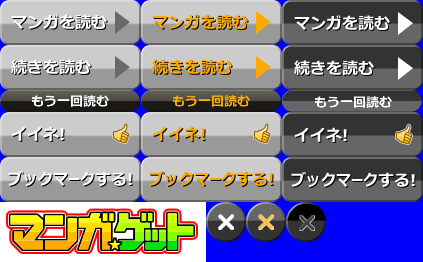 マンガを読む マンガを読む マンガを読む
続きを読む 続きを読む 続きを読む
もう一回読む もう一回読む もう一回読む
イイネ! イイネ! イイネ!
ブックマークする! ブックマークする! ブックマークする!
マンガ★ゲット